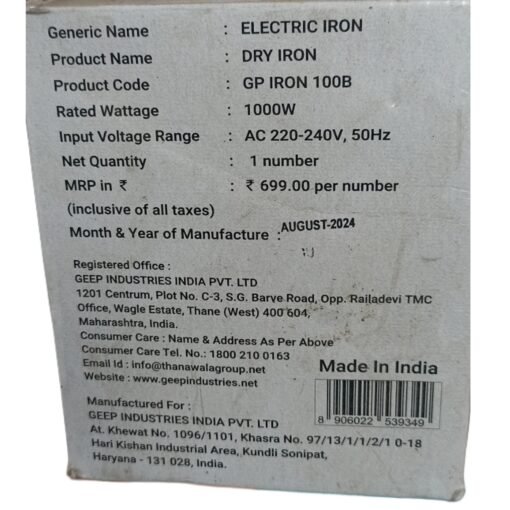 Generic Name : ELECTRIC IRON
Product Name : DRY IRON
Product Code : GP IRON 100B
Rated Wattage : 1000W
Input Voltage Range : AC 220-240V, 50Hz
Net Quantity : 1 number
MRP in ₹ : ₹ 699.00 per number
(inclusive of all taxes)
Month & Year of Manufacture : AUGUST-2024
Registered Office :
GEEP INDUSTRIES INDIA PVT. LTD
1201 Centrum, Plot No. C-3, S.G. Barve Road, Opp. Railadevi TMC
Office, Wagle Estate, Thane (West) 400 604,
Maharashtra, India.
Consumer Care : Name & Address As Per Above
Consumer Care Tel. No.: 1800 210 0163
Email Id : info@thanawalagroup.net
Website : www.geepindustries.net
Made In India
8 906022 539349
Manufactured For :
GEEP INDUSTRIES INDIA PVT. LTD
At. Khewat No. 1096/1101, Khasra No. 97/13/1/1/2/1 0-18
Hari Kishan Industrial Area, Kundli Sonipat,
Haryana - 131 028, India.